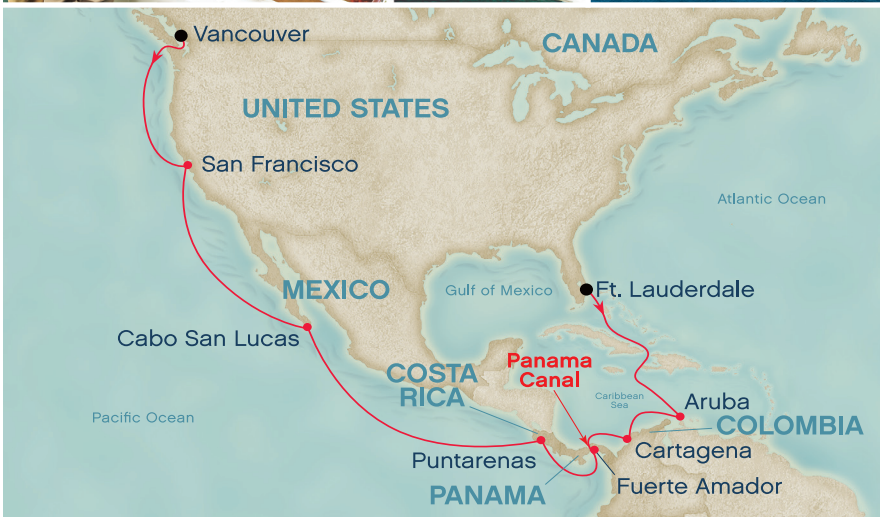 Vancouver
CANADA
UNITED STATES
San Francisco
Atlantic Ocean
MEXICO
Gulf of Mexico
Ft. Lauderdale
Cabo San Lucas
Panama
Canal
COSTA
RICA
Caribbean
Sea
Aruba
Pacific Ocean
COLOMBIA
Cartagena
Puntarenas
Fuerte Amador
PANAMA